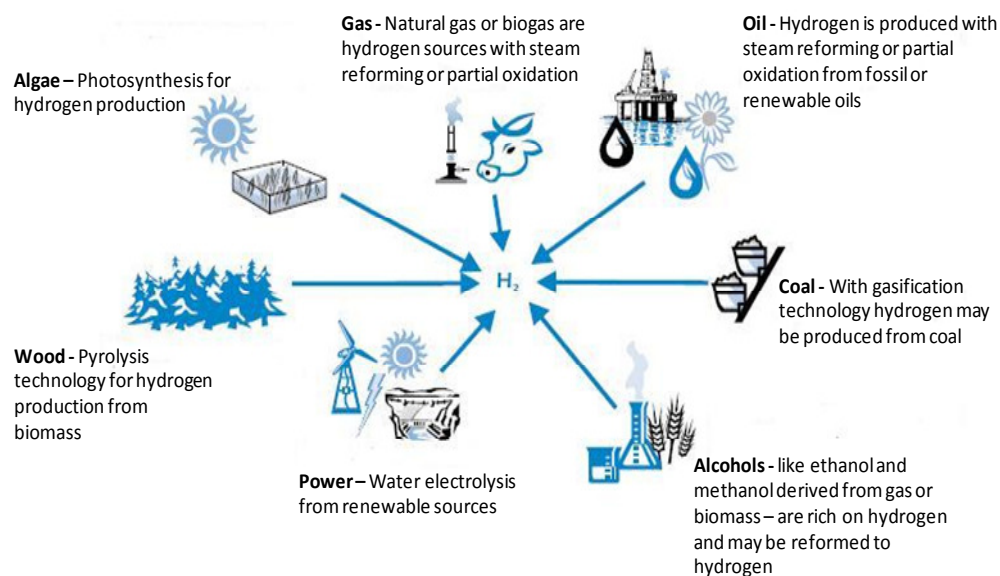 Gas - Natural gas or biogas are
hydrogen sources with steam
reforming or partial oxidation
Oil - Hydrogen is produced with
steam reforming or partial
oxidation from fossil or
renewable oils
Algae – Photosynthesis for
hydrogen production
H₂
Coal - With gasification
technology hydrogen may
be produced from coal
Wood - Pyrolysis
technology for hydrogen
production from
biomass
Power – Water electrolysis
from renewable sources
Alcohols - like ethanol and
methanol derived from gas or
biomass – are rich on hydrogen
and may be reformed to
hydrogen